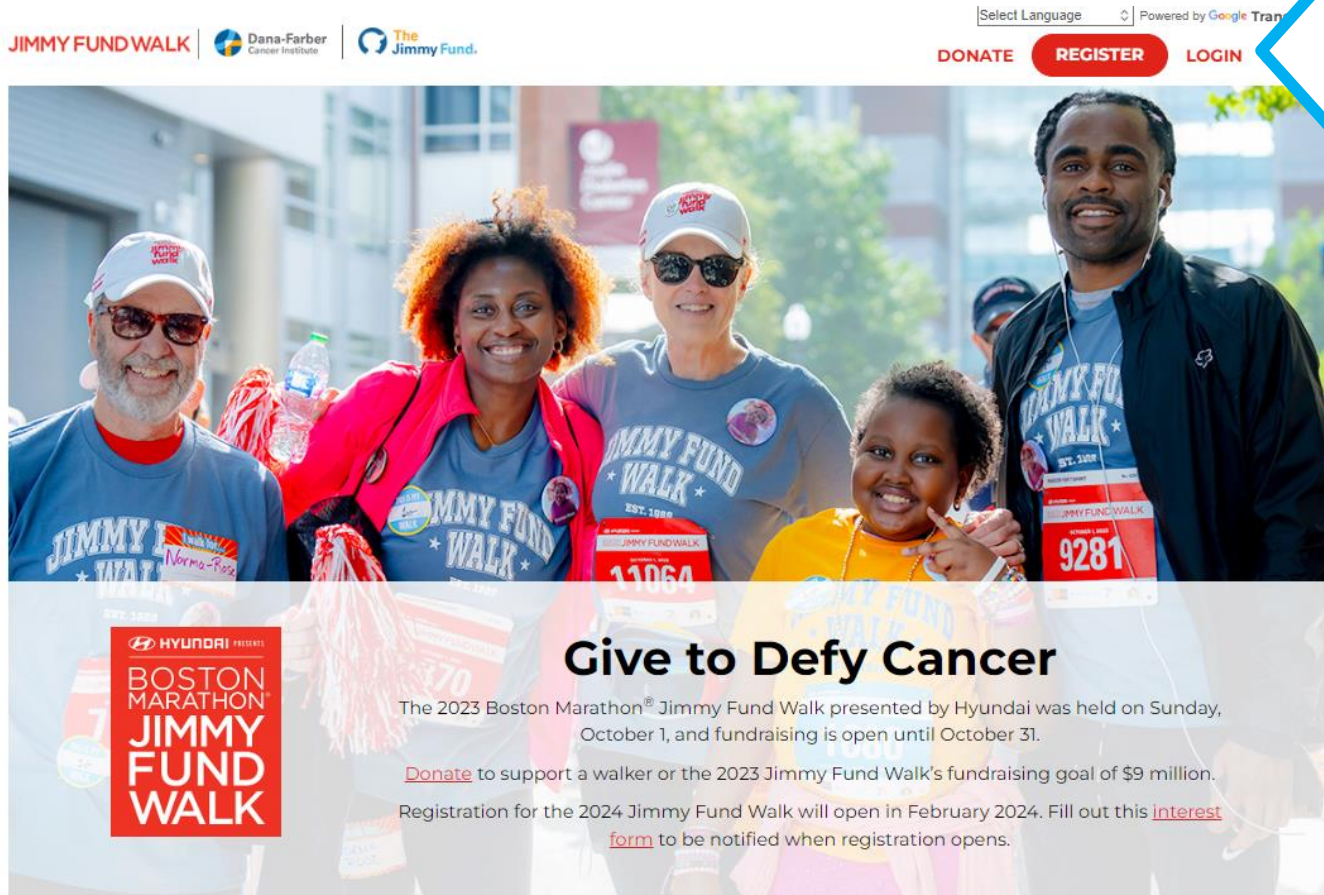 Select Language
Powered by Google Tran
JIMMY FUND WALK
Dana-Farber
Cancer Institute
The
Jimmy Fund.
DONATE REGISTER LOGIN
Jimmy
fund
walk
JIMMY FUND
WALK
EST. 1989
Norma-Rose
JIMMY FUND WALK
11064
JIMMY FUND WALK
9281
HYUNDAI PRESENTS
BOSTON
MARATHON®
JIMMY
FUND
WALK
Give to Defy Cancer
The 2023 Boston Marathon® Jimmy Fund Walk presented by Hyundai was held on Sunday,
October 1, and fundraising is open until October 31.
Donate to support a walker or the 2023 Jimmy Fund Walk's fundraising goal of $9 million.
Registration for the 2024 Jimmy Fund Walk will open in February 2024. Fill out this interest
form to be notified when registration opens.